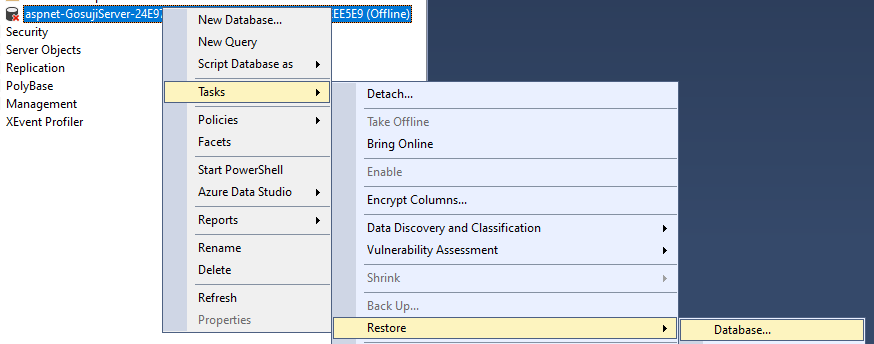 aspnet-GosujiServer-24E9
EE5E9 (Offline)
Security
Server Objects
Replication
PolyBase
Management
XEvent Profiler
New Database...
New Query
Script Database as
Tasks
Policies
Facets
Start PowerShell
Azure Data Studio
Reports
Rename
Delete
Refresh
Properties
Detach...
Take Offline
Bring Online
Enable
Encrypt Columns...
Data Discovery and Classification
Vulnerability Assessment
Shrink
Back Up...
Restore
Database...